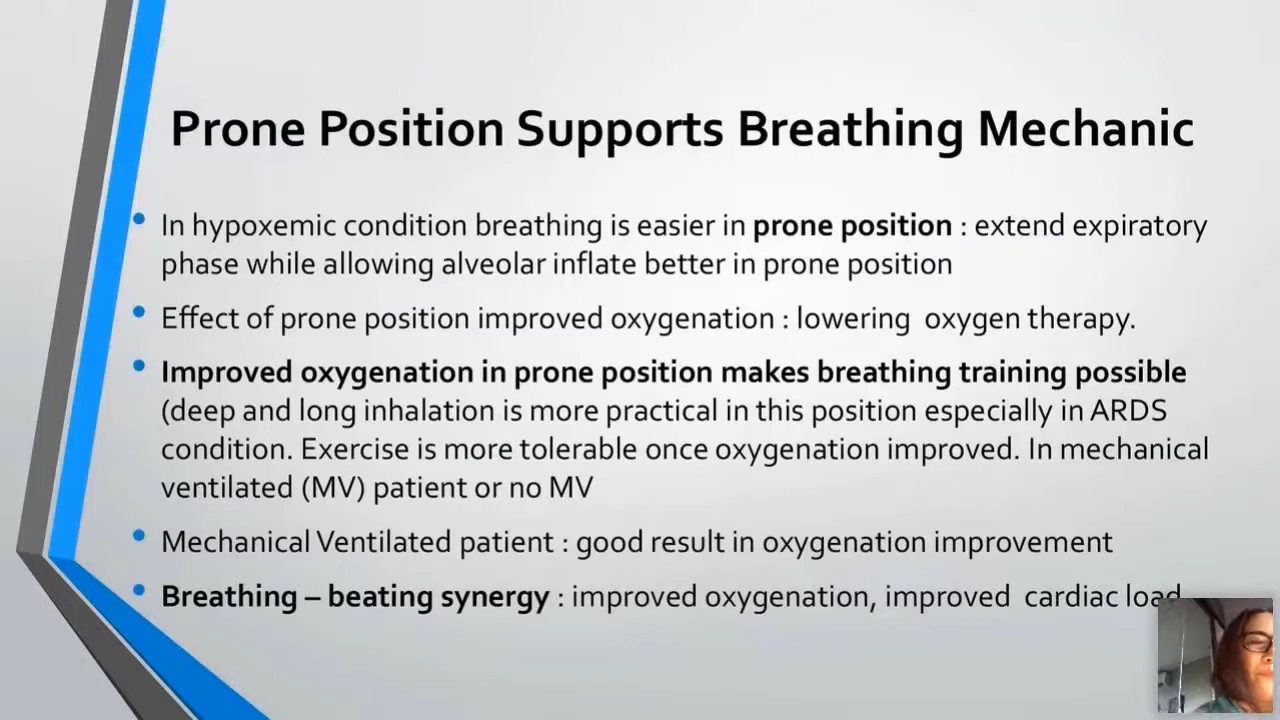 Prone Position Supports Breathing Mechanic
• In hypoxemic condition breathing is easier in prone position : extend expiratory
phase while allowing alveolar inflate better in prone position
• Effect of prone position improved oxygenation : lowering oxygen therapy.
• Improved oxygenation in prone position makes breathing training possible
(deep and long inhalation is more practical in this position especially in ARDS
condition. Exercise is more tolerable once oxygenation improved. In mechanical
ventilated (MV) patient or no MV
• Mechanical Ventilated patient : good result in oxygenation improvement
• Breathing – beating synergy : improved oxygenation, improved cardiac load